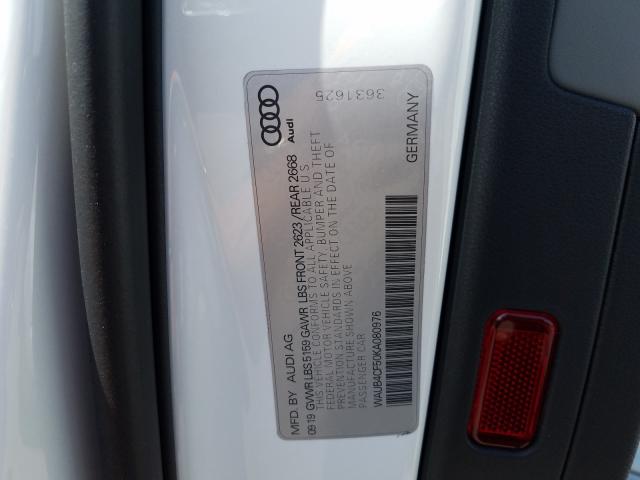 MFD. BY AUDI AG
09.19 GVWR LBS 5159 GAWR LBS FRONT 2623/REAR 2668
THIS VEHICLE CONFORMS TO ALL APPLICABLE U S
FEDERAL MOTOR VEHICLE SAFETY, BUMPER AND THEFT
PREVENTION STANDARDS IN EFFECT ON THE DATE OF
MANUFACTURE SHOWN ABOVE
PASSENGER CAR
WAUB4CF50KA080976
Audi
3631625
GERMANY